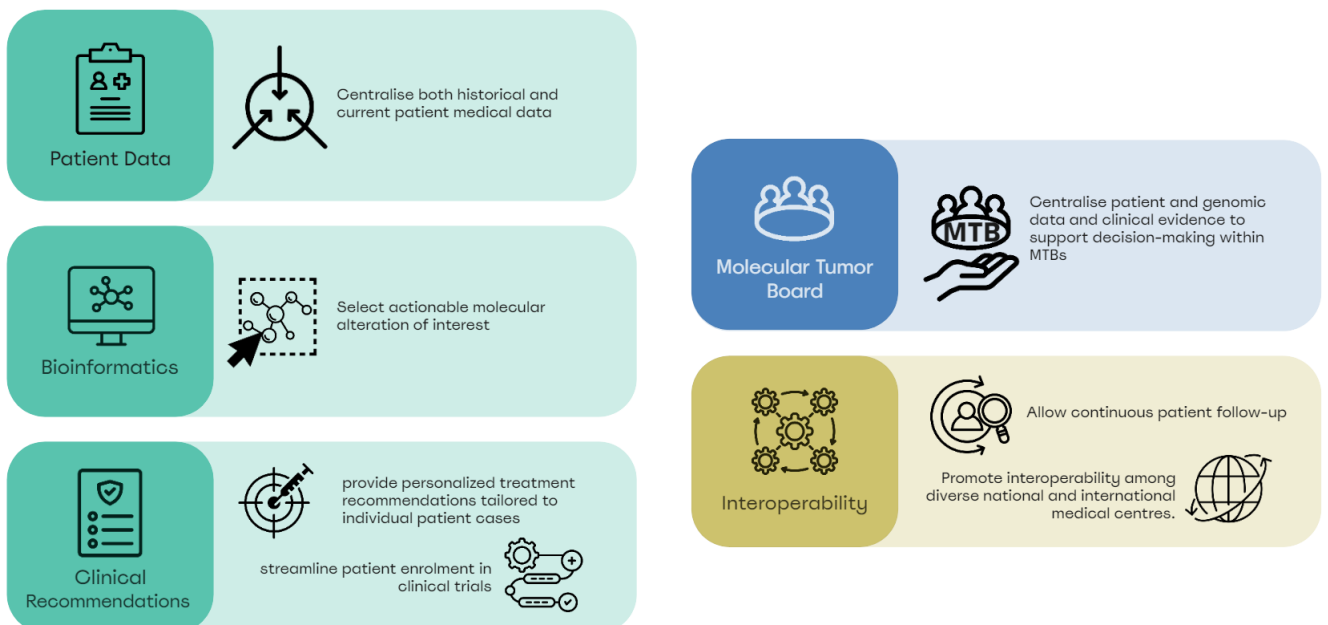 Patient Data
Centralise both historical and
current patient medical data
Bioinformatics
Select actionable molecular
alteration of interest
Clinical
Recommendations
provide personalized treatment
recommendations tailored to
individual patient cases
streamline patient enrolment in
clinical trials
Molecular Tumor
Board
MTB
Centralise patient and genomic
data and clinical evidence to
support decision-making within
MTBs
Interoperability
Allow continuous patient follow-up
Promote interoperability among
diverse national and international
medical centres.